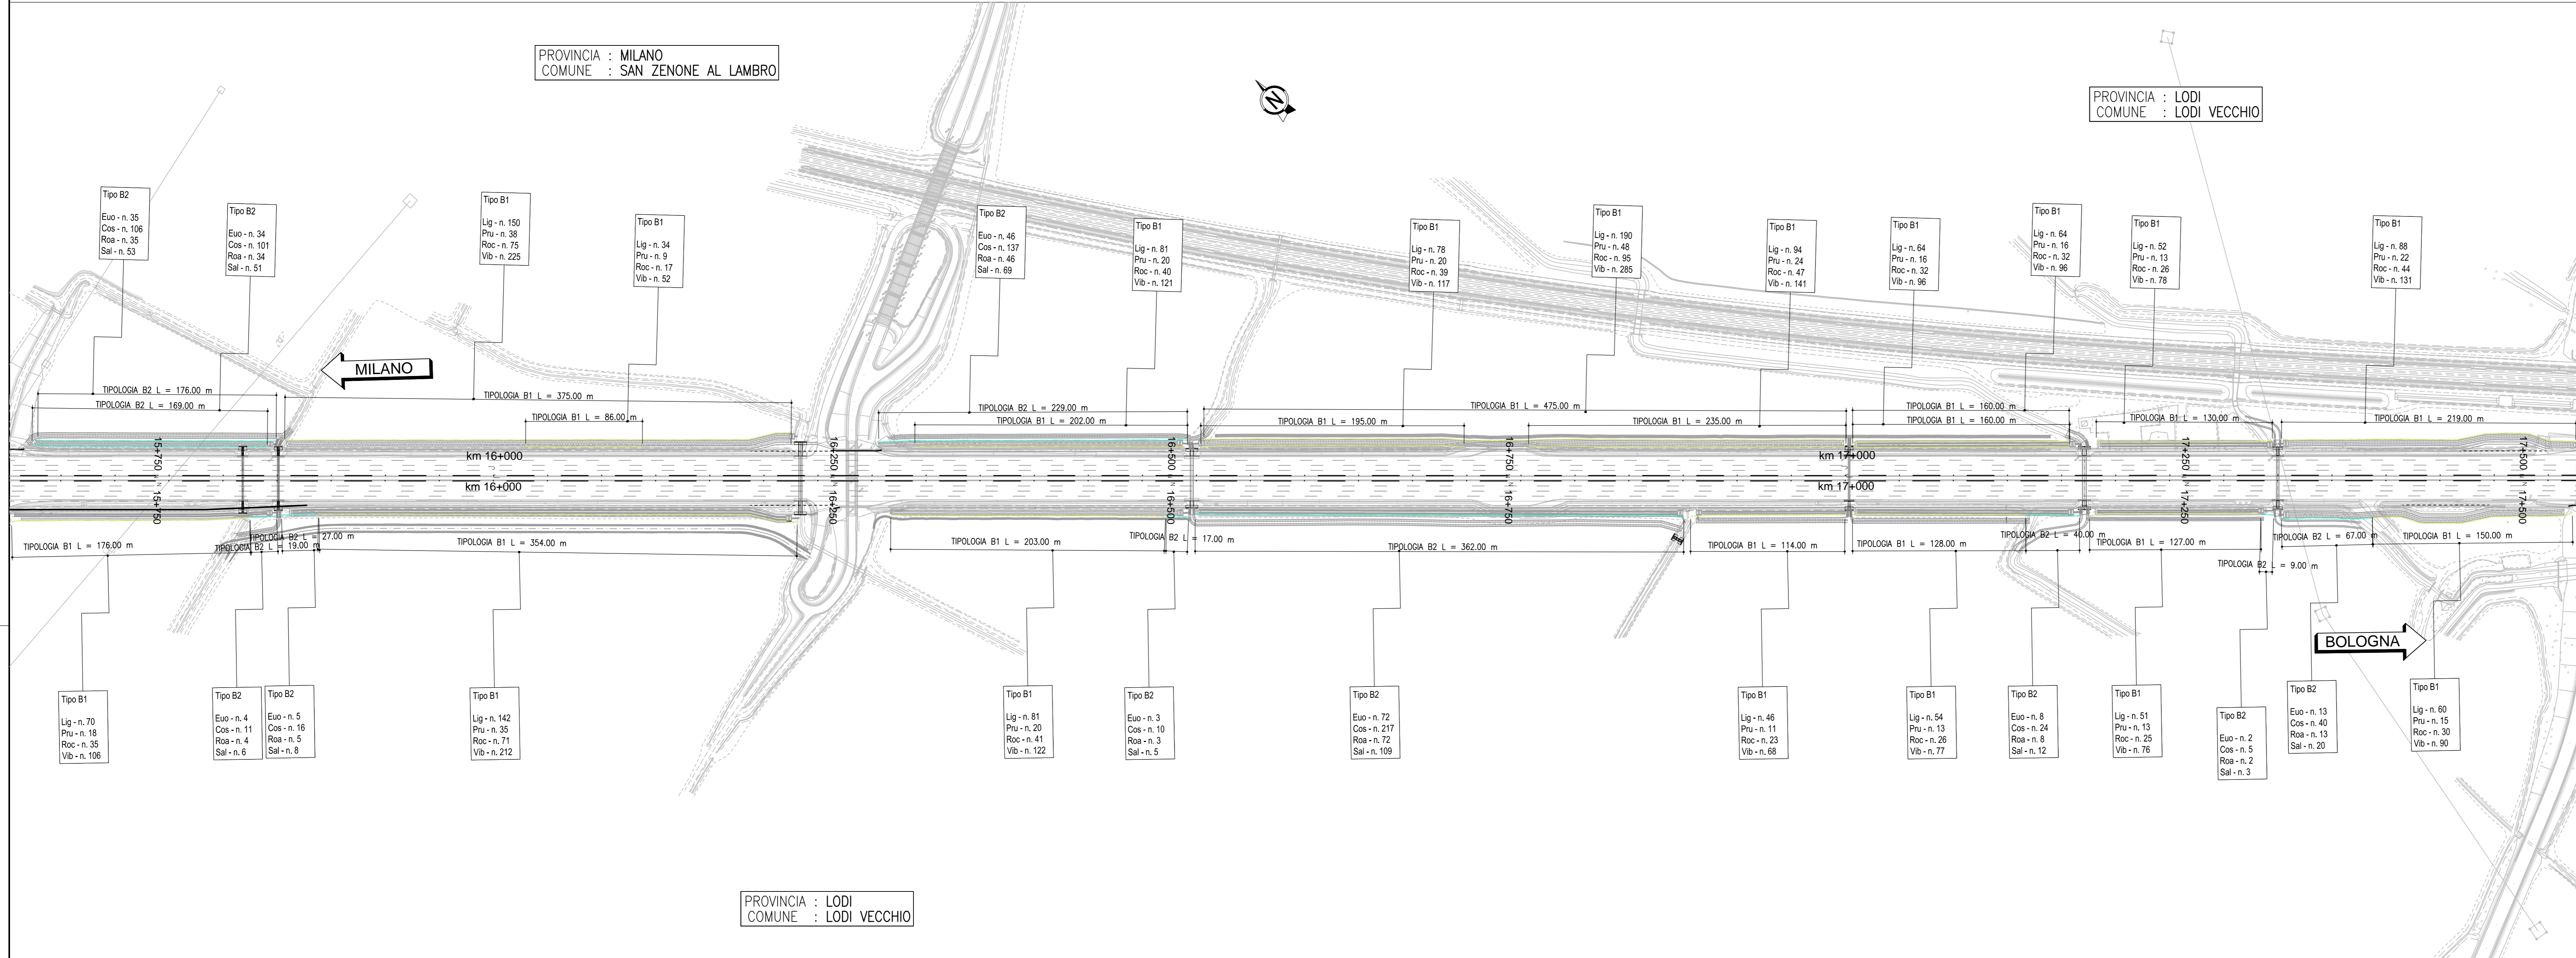 PROVINCIA : MILANO
COMUNE : SAN ZENONE AL LAMBRO
N
PROVINCIA : LODI
COMUNE : LODI VECCHIO
Tipo B2
Euo - n. 35
Cos - n. 106
Roa - n. 35
Sal - n. 53
Tipo B2
Euo - n. 34
Cos - n. 101
Roa - n. 34
Sal - n. 51
Tipo B1
Lig - n. 150
Pru - n. 38
Roc - n. 75
Vib - n. 225
Tipo B1
Lig - n. 34
Pru - n. 9
Roc - n. 17
Vib - n. 52
Tipo B2
Euo - n. 46
Cos - n. 137
Roa - n. 46
Sal - n. 69
Tipo B1
Lig - n. 81
Pru - n. 20
Roc - n. 40
Vib - n. 121
Tipo B1
Lig - n. 78
Pru - n. 20
Roc - n. 39
Vib - n. 117
Tipo B1
Lig - n. 190
Pru - n. 48
Roc - n. 95
Vib - n. 285
Tipo B1
Lig - n. 94
Pru - n. 24
Roc - n. 47
Vib - n. 141
Tipo B1
Lig - n. 64
Pru - n. 16
Roc - n. 32
Vib - n. 96
Tipo B1
Lig - n. 64
Pru - n. 16
Roc - n. 32
Vib - n. 96
Tipo B1
Lig - n. 52
Pru - n. 13
Roc - n. 26
Vib - n. 78
Tipo B1
Lig - n. 88
Pru - n. 22
Roc - n. 44
Vib - n. 131
MILANO
TIPOLOGIA B2 L = 176.00 m
TIPOLOGIA B2 L = 169.00 m
TIPOLOGIA B1 L = 375.00 m
TIPOLOGIA B1 L = 86.00 m
TIPOLOGIA B2 L = 229.00 m
TIPOLOGIA B1 L = 202.00 m
TIPOLOGIA B1 L = 475.00 m
TIPOLOGIA B1 L = 195.00 m
TIPOLOGIA B1 L = 235.00 m
TIPOLOGIA B1 L = 160.00 m
TIPOLOGIA B1 L = 160.00 m
TIPOLOGIA B1 L = 130.00 m
TIPOLOGIA B1 L = 219.00 m
15+750
15+750
km 16+000
km 16+000
16+250
16+250
16+500
16+500
16+750
16+750
km 17+000
km 17+000
17+250
17+250
17+500
17+500
TIPOLOGIA B1 L = 176.00 m
TIPOLOGIA B2 L = 19.00 m
TIPOLOGIA B2 L = 27.00 m
TIPOLOGIA B1 L = 354.00 m
TIPOLOGIA B1 L = 203.00 m
TIPOLOGIA B2 L = 17.00 m
TIPOLOGIA B2 L = 362.00 m
TIPOLOGIA B1 L = 114.00 m
TIPOLOGIA B1 L = 128.00 m
TIPOLOGIA B2 L = 40.00 m
TIPOLOGIA B1 L = 127.00 m
TIPOLOGIA B2 L = 9.00 m
TIPOLOGIA B2 L = 67.00 m
TIPOLOGIA B1 L = 150.00 m
BOLOGNA
Tipo B1
Lig - n. 70
Pru - n. 18
Roc - n. 35
Vib - n. 106
Tipo B2
Euo - n. 4
Cos - n. 11
Roa - n. 4
Sal - n. 6
Tipo B2
Euo - n. 5
Cos - n. 16
Roa - n. 5
Sal - n. 8
Tipo B1
Lig - n. 142
Pru - n. 35
Roc - n. 71
Vib - n. 212
Tipo B1
Lig - n. 81
Pru - n. 20
Roc - n. 41
Vib - n. 122
Tipo B2
Euo - n. 3
Cos - n. 10
Roa - n. 3
Sal - n. 5
Tipo B2
Euo - n. 72
Cos - n. 217
Roa - n. 72
Sal - n. 109
Tipo B1
Lig - n. 46
Pru - n. 11
Roc - n. 23
Vib - n. 68
Tipo B1
Lig - n. 54
Pru - n. 13
Roc - n. 26
Vib - n. 77
Tipo B2
Euo - n. 8
Cos - n. 24
Roa - n. 8
Sal - n. 12
Tipo B1
Lig - n. 51
Pru - n. 13
Roc - n. 25
Vib - n. 76
Tipo B2
Euo - n. 2
Cos - n. 5
Roa - n. 2
Sal - n. 3
Tipo B2
Euo - n. 13
Cos - n. 40
Roa - n. 13
Sal - n. 20
Tipo B1
Lig - n. 60
Pru - n. 15
Roc - n. 30
Vib - n. 90
PROVINCIA : LODI
COMUNE : LODI VECCHIO